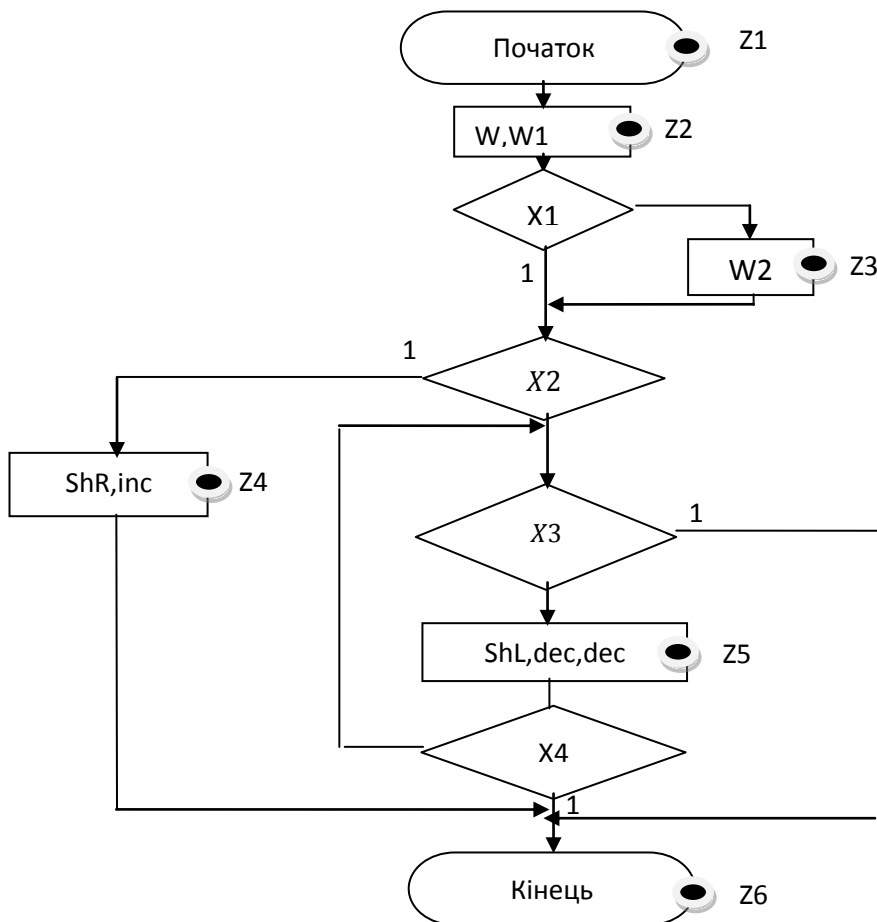 Початок
Z1
W,W1
Z2
X1
1
W2
Z3
1
X2
ShR,inc
Z4
X3
1
ShL,dec,dec
Z5
X4
1
Кінець
Z6